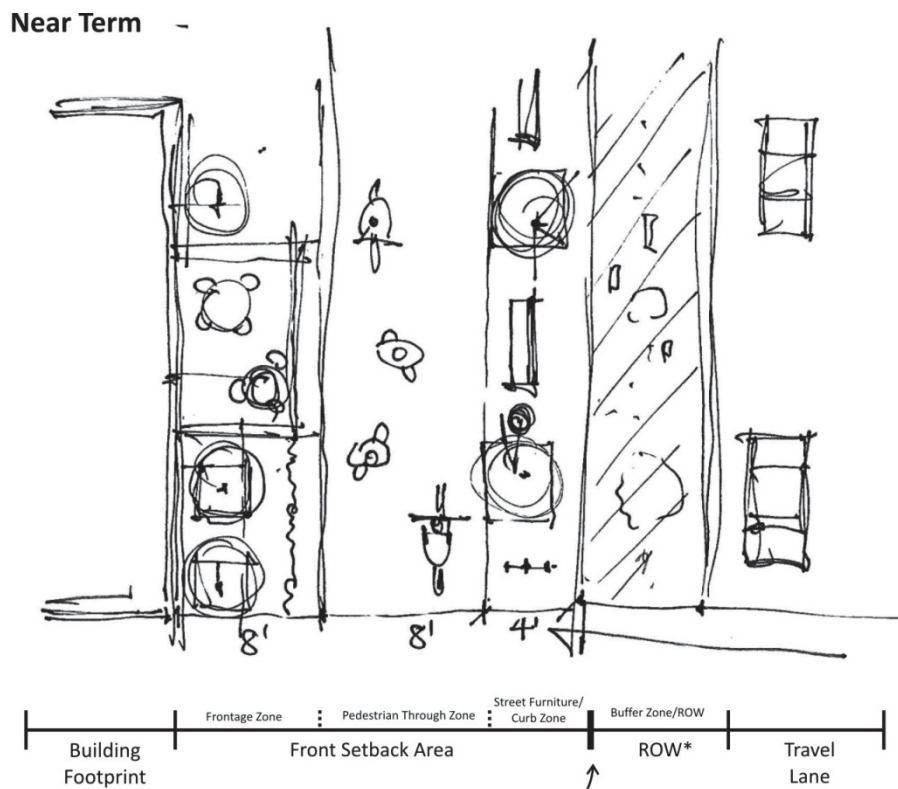 Near Term
8' 8' 4'
Frontage Zone
Pedestrian Through Zone
Street Furniture/
Curb Zone
Buffer Zone/ROW
Building
Footprint
Front Setback Area
ROW*
Travel
Lane